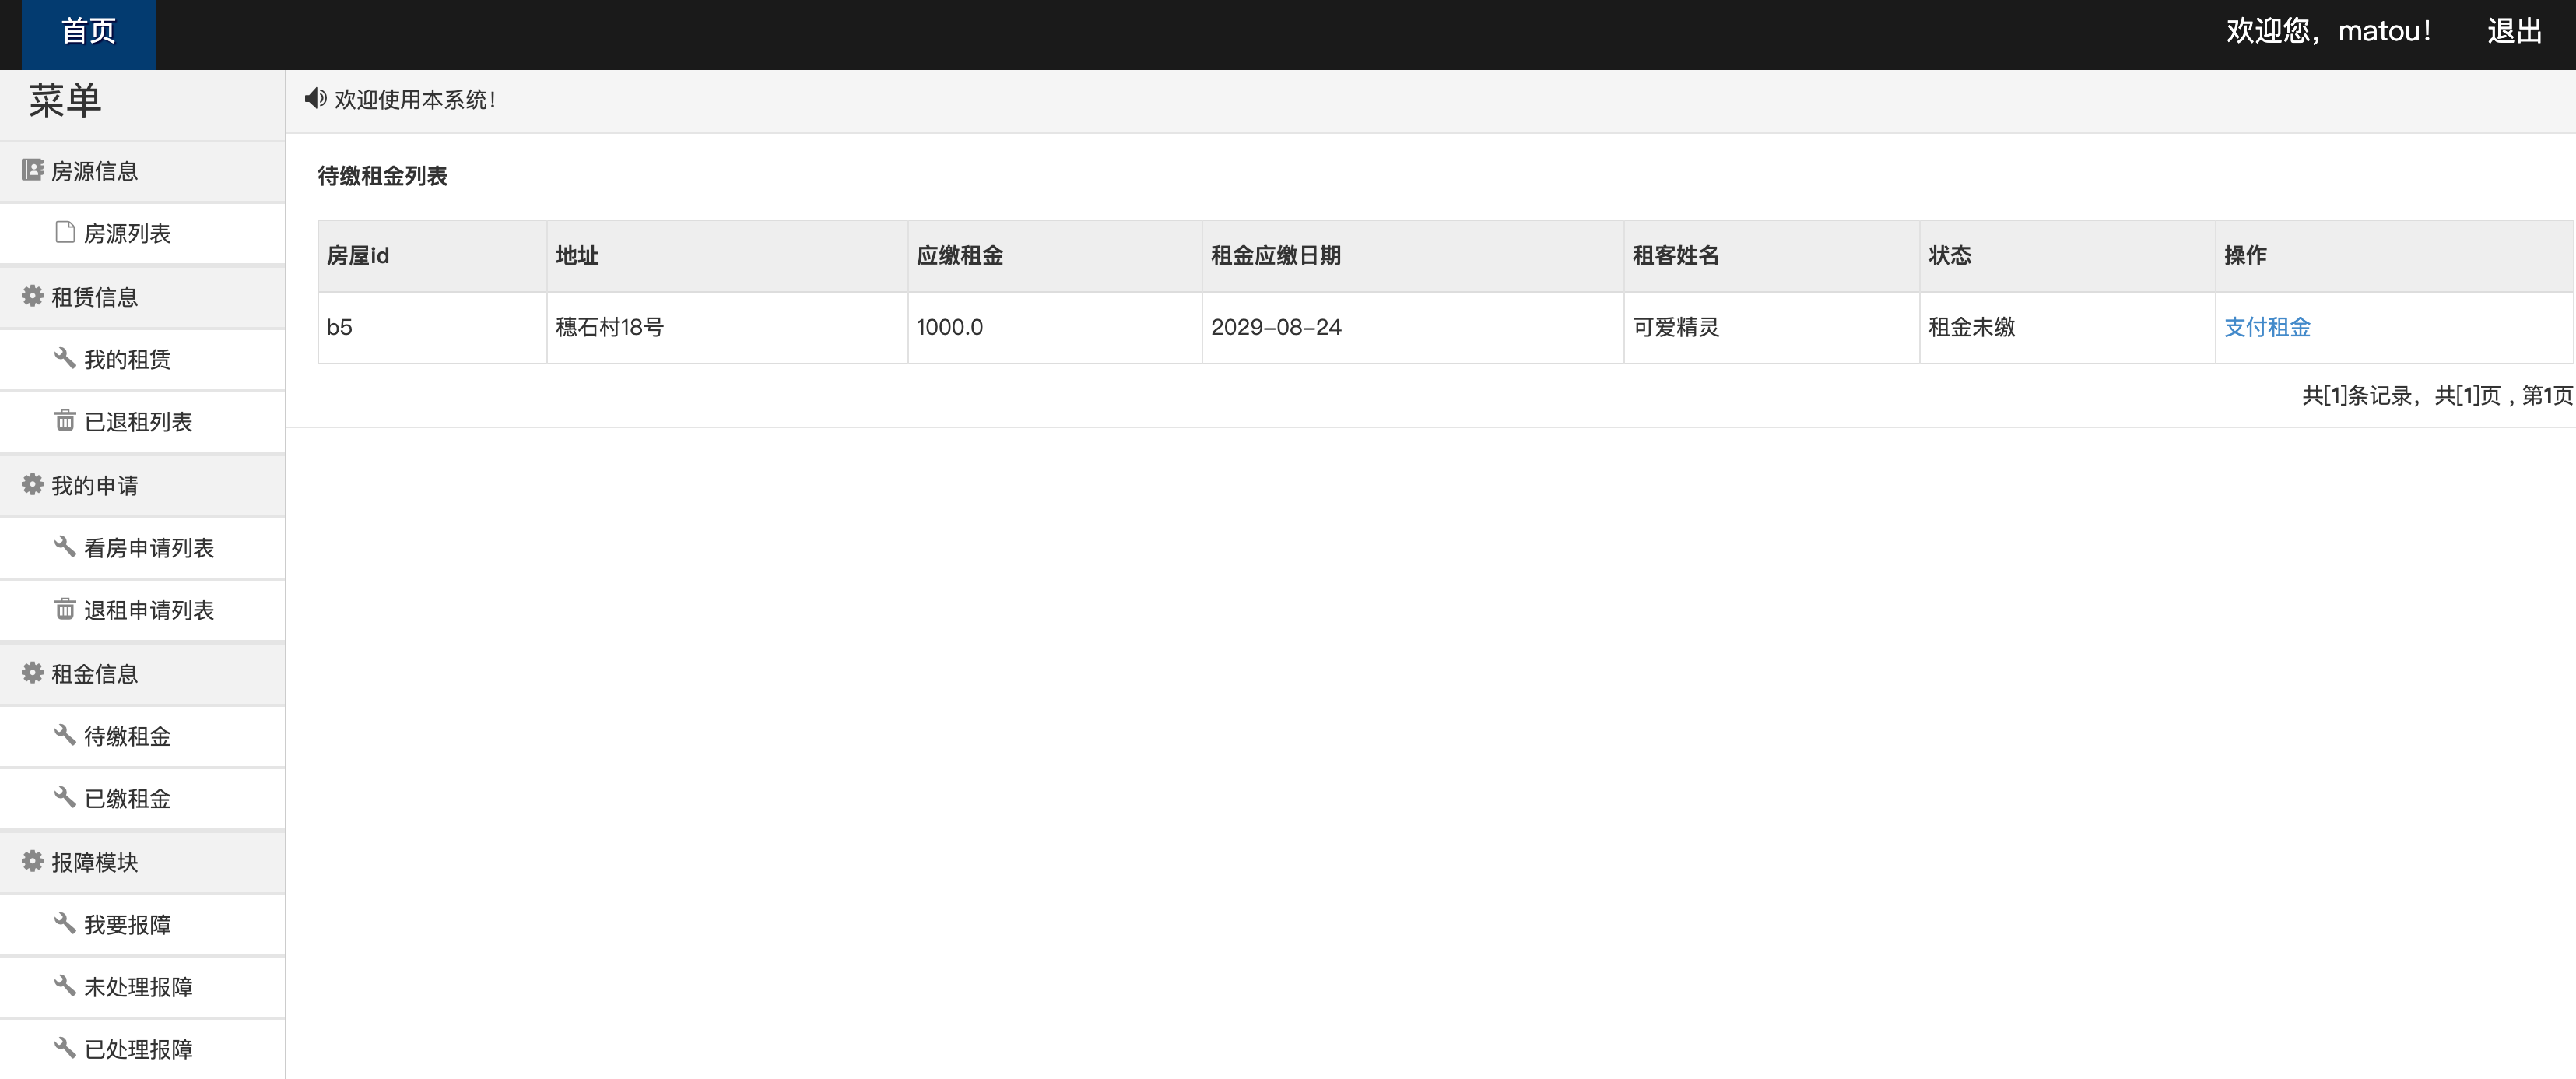 首页
欢迎您，matou！ 退出
菜单
欢迎使用本系统！
房源信息
房源列表
租赁信息
我的租赁
已退租列表
我的申请
看房申请列表
退租申请列表
租金信息
待缴租金
已缴租金
报障模块
我要报障
未处理报障
已处理报障
待缴租金列表
房屋id 地址 应缴租金 租金应缴日期 租客姓名 状态 操作
b5 穗石村18号 1000.0 2029-08-24 可爱精灵 租金未缴 支付租金
共[1]条记录，共[1]页 , 第1页